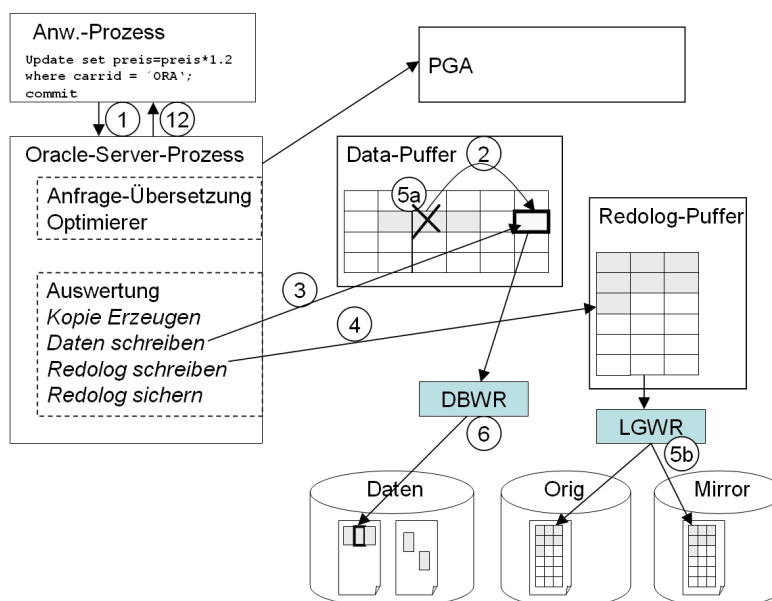 Anw.-Prozess
Update set preis=preis*1.2
where carrid = ´ORA‘;
commit
1
12
PGA
Oracle-Server-Prozess
Anfrage-Übersetzung
Optimierer
Data-Puffer
2
5a
Redolog-Puffer
Auswertung
Kopie Erzeugen
Daten schreiben
Redolog schreiben
Redolog sichern
3
4
DBWR
6
LGWR
5b
Daten
Orig
Mirror